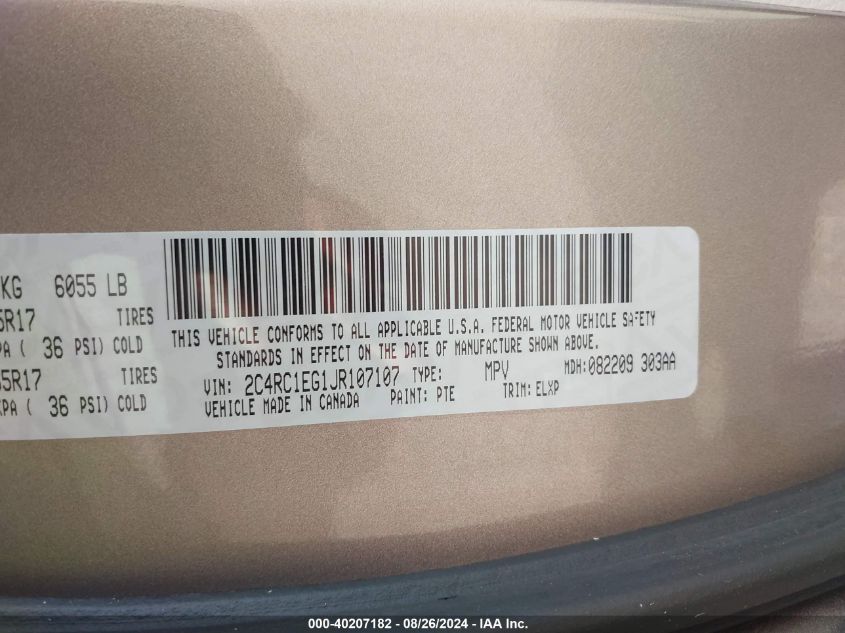 KG 6055 LB
5R17 TIRES
PA ( 36 PSI) COLD
65R17 TIRES
KPA ( 36 PSI) COLD
THIS VEHICLE CONFORMS TO ALL APPLICABLE U.S.A. FEDERAL MOTOR VEHICLE SAFETY
STANDARDS IN EFFECT ON THE DATE OF MANUFACTURE SHOWN ABOVE.
VIN: 2C4RC1EG1JR107107 TYPE: MPV MDH:082209 303AA
VEHICLE MADE IN CANADA PAINT: PTE TRIM: ELXP
000-40207182 - 08/26/2024 - IAA Inc.